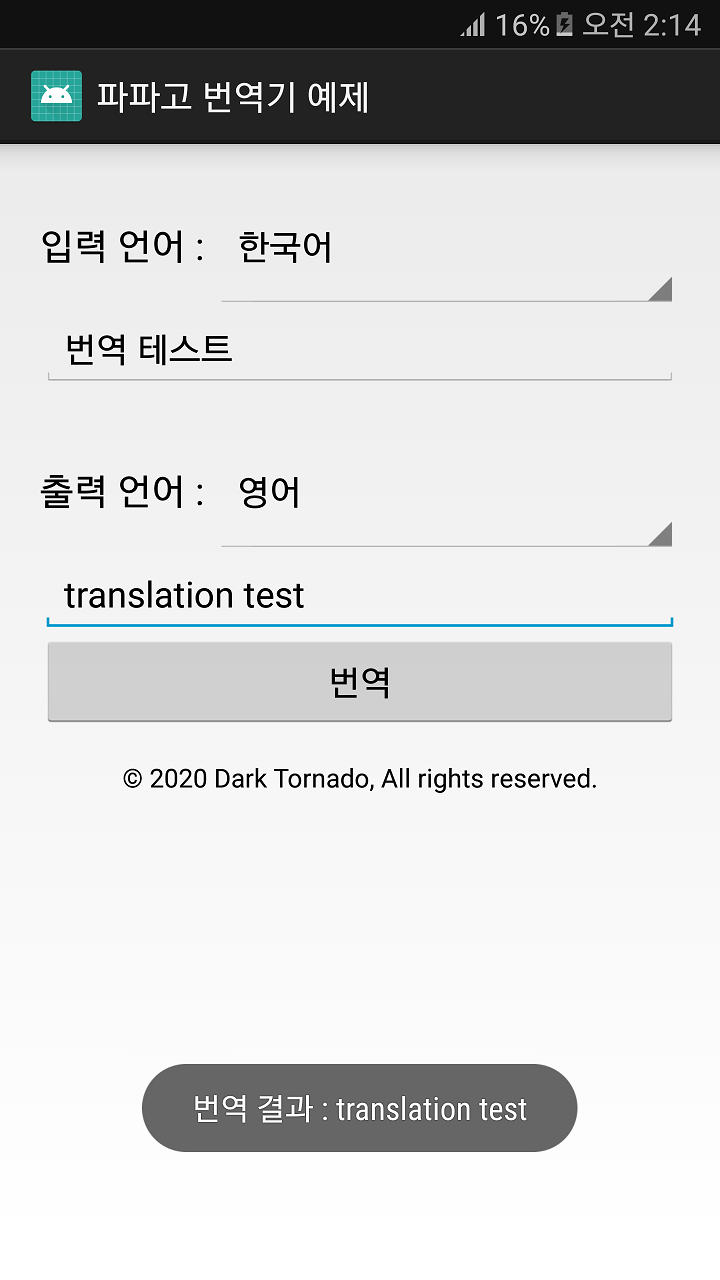 16% 오전 2:14
파파고 번역기 예제
입력 언어 : 한국어
번역 테스트
출력 언어 : 영어
translation test
번역
© 2020 Dark Tornado, All rights reserved.
번역 결과 : translation test